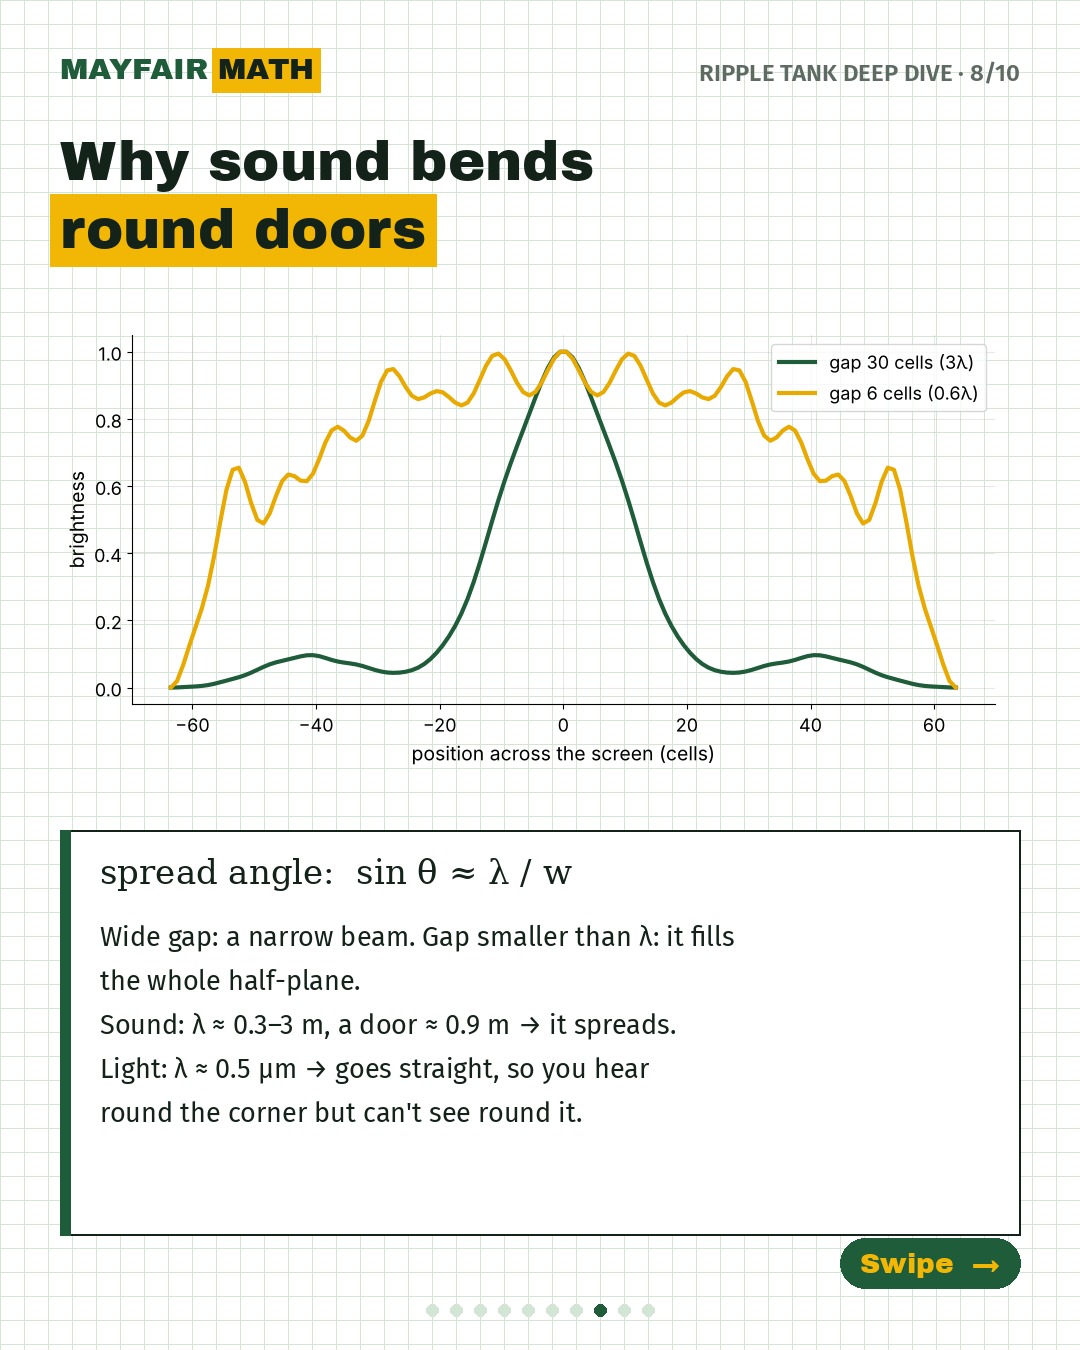 MAYFAIR MATH
RIPPLE TANK DEEP DIVE · 8/10
Why sound bends
round doors
gap 30 cells (3λ)
gap 6 cells (0.6λ)
brightness
1.0
0.8
0.6
0.4
0.2
0.0
−60 −40 −20 0 20 40 60
position across the screen (cells)
spread angle: sin θ ≈ λ / w
Wide gap: a narrow beam. Gap smaller than λ: it fills
the whole half-plane.
Sound: λ ≈ 0.3–3 m, a door ≈ 0.9 m → it spreads.
Light: λ ≈ 0.5 µm → goes straight, so you hear
round the corner but can't see round it.
Swipe →